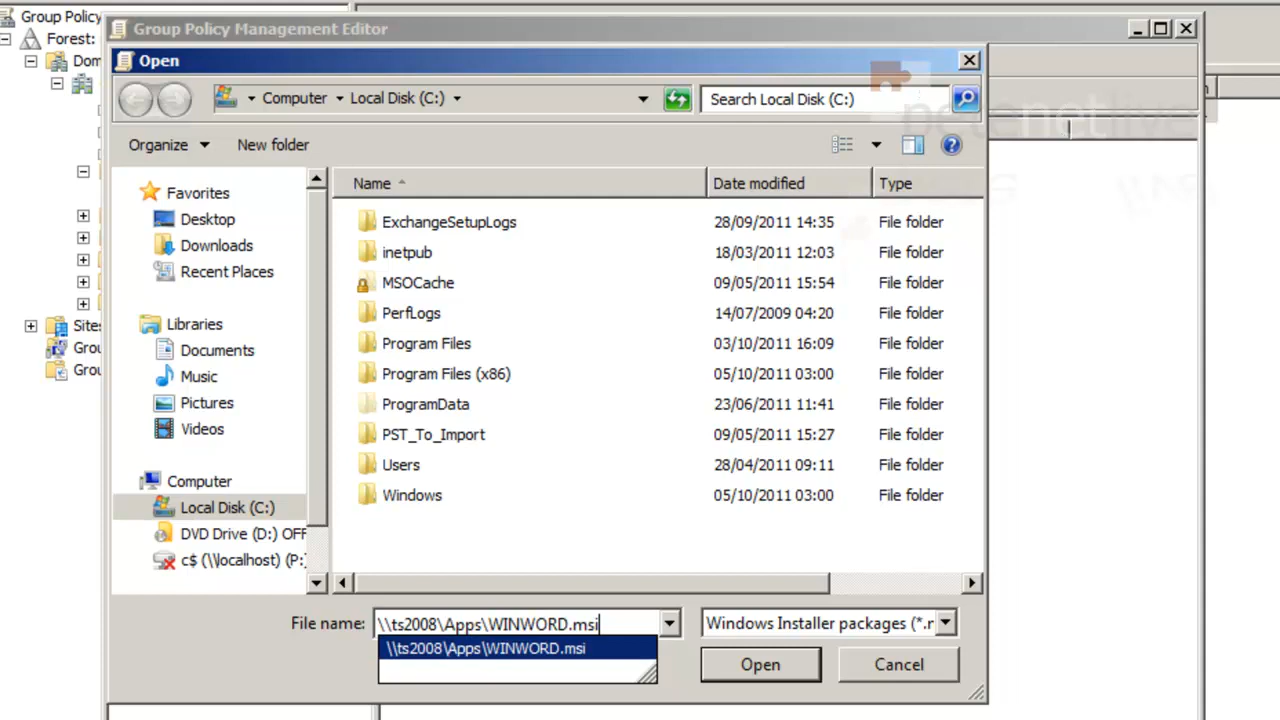 Group Policy
Group Policy Management Editor
Forest:
Dom
Sites
Grou
Grou
Open
Computer
Local Disk (C:)
Search Local Disk (C:)
petenetlive
Organize
New folder
Favorites
Desktop
Downloads
Recent Places
Libraries
Documents
Music
Pictures
Videos
Computer
Local Disk (C:)
DVD Drive (D:) OFF
c$ (\\localhost) (P:)
Name Date modified Type
ExchangeSetupLogs 28/09/2011 14:35 File folder
inetpub 18/03/2011 12:03 File folder
MSOCache 09/05/2011 15:54 File folder
PerfLogs 14/07/2009 04:20 File folder
Program Files 03/10/2011 16:09 File folder
Program Files (x86) 05/10/2011 03:00 File folder
ProgramData 23/06/2011 11:41 File folder
PST_To_Import 09/05/2011 15:27 File folder
Users 28/04/2011 09:11 File folder
Windows 05/10/2011 03:00 File folder
File name: \\ts2008\Apps\WINWORD.msi
\\ts2008\Apps\WINWORD.msi
Windows Installer packages (*.m
Open
Cancel